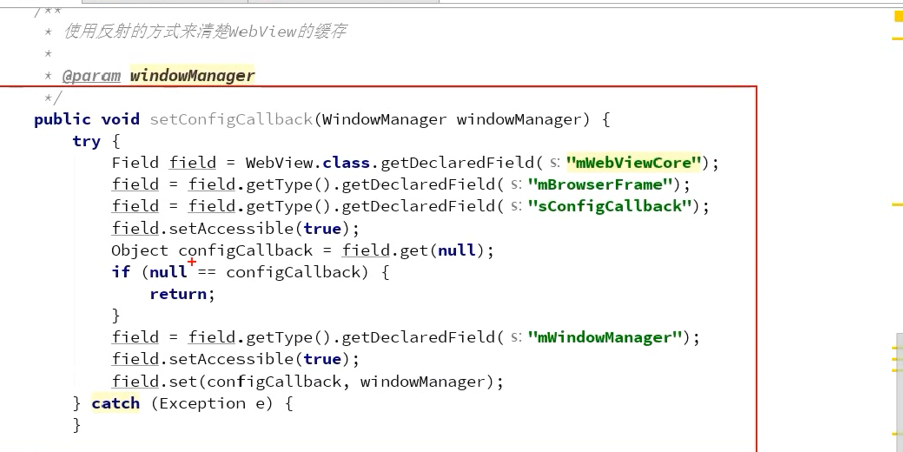 /**
* 使用反射的方式来清楚WebView的缓存
*
* @param windowManager
*/
public void setConfigCallback(WindowManager windowManager) {
try {
Field field = WebView.class.getDeclaredField( s: "mWebViewCore");
field = field.getType().getDeclaredField( s: "mBrowserFrame");
field = field.getType().getDeclaredField( s: "sConfigCallback");
field.setAccessible(true);
Object configCallback = field.get(null);
if (null == configCallback) {
return;
}
field = field.getType().getDeclaredField( s: "mWindowManager");
field.setAccessible(true);
field.set(configCallback, windowManager);
} catch (Exception e) {
}